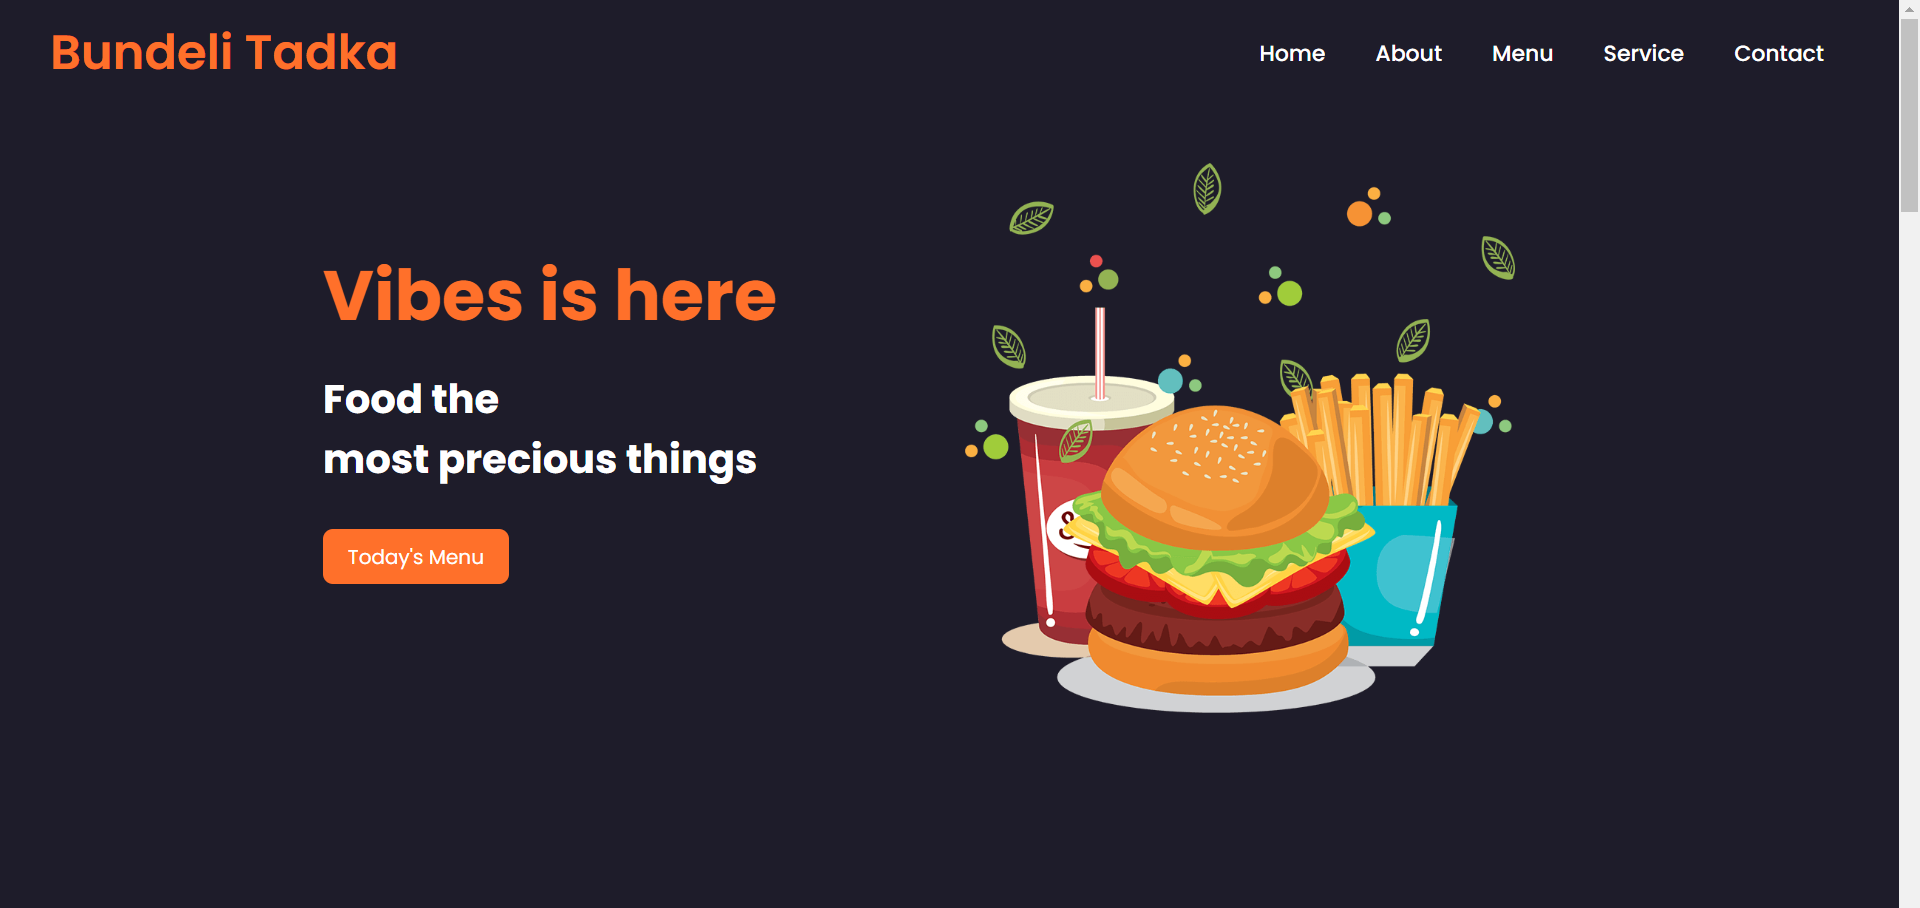 Bundeli Tadka
Home About Menu Service Contact
Vibes is here
Food the
most precious things
Today's Menu